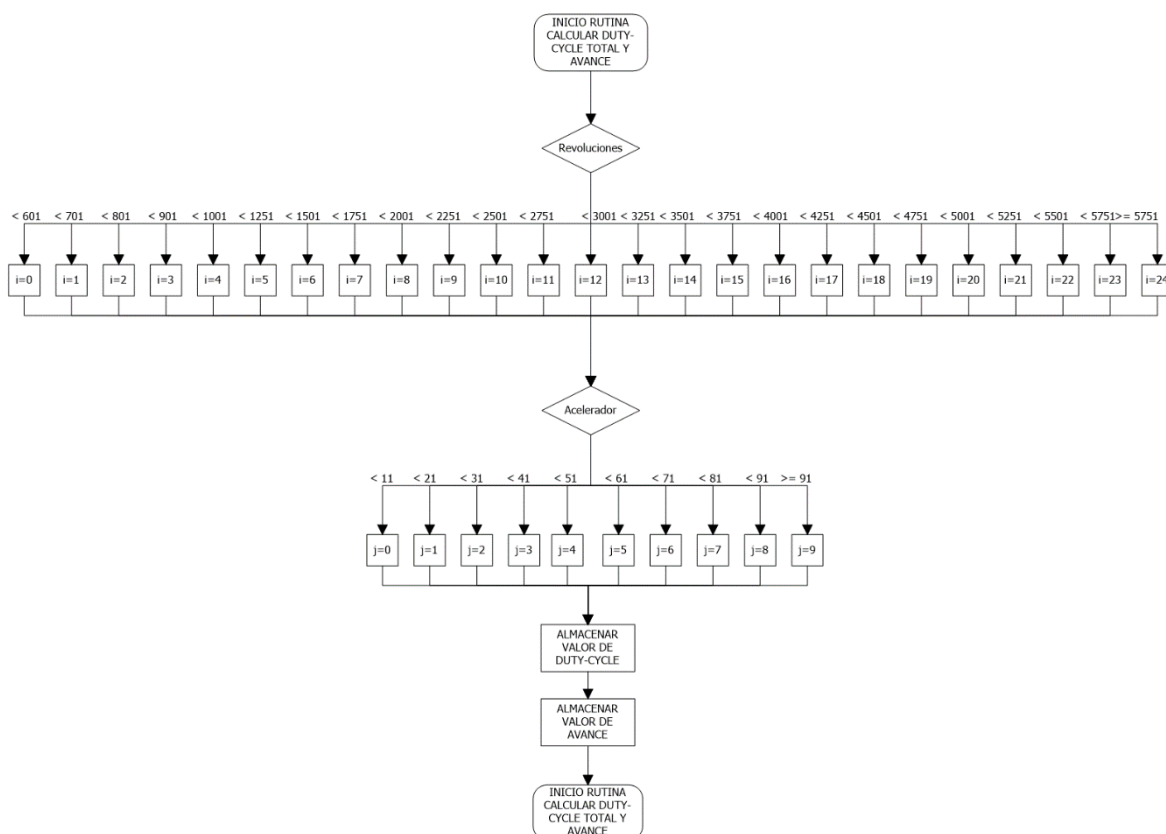 INICIO RUTINA
CALCULAR DUTY-
CYCLE TOTAL Y
AVANCE
Revoluciones
< 601 < 701 < 801 < 901 < 1001 < 1251 < 1501 < 1751 < 2001 < 2251 < 2501 < 2751 < 3001 < 3251 < 3501 < 3751 < 4001 < 4251 < 4501 < 4751 < 5001 < 5251 < 5501 < 5751 >= 5751
i=0 i=1 i=2 i=3 i=4 i=5 i=6 i=7 i=8 i=9 i=10 i=11 i=12 i=13 i=14 i=15 i=16 i=17 i=18 i=19 i=20 i=21 i=22 i=23 i=24
Acelerador
< 11 < 21 < 31 < 41 < 51 < 61 < 71 < 81 < 91 >= 91
j=0 j=1 j=2 j=3 j=4 j=5 j=6 j=7 j=8 j=9
ALMACENAR
VALOR DE
DUTY-CYCLE
ALMACENAR
VALOR DE
AVANCE
INICIO RUTINA
CALCULAR DUTY-
CYCLE TOTAL Y
AVANCE